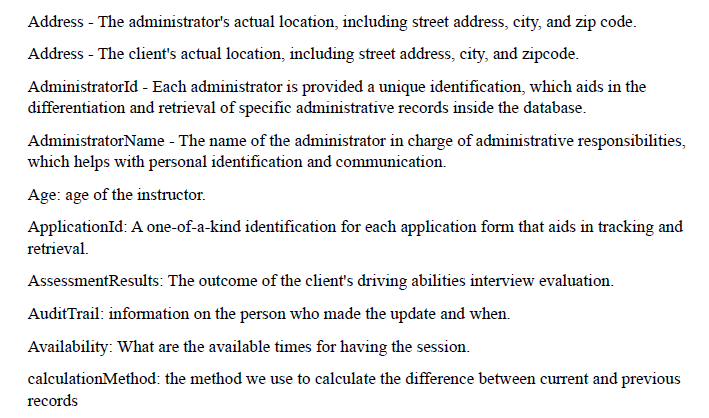 Address - The administrator's actual location, including street address, city, and zip code.
Address - The client's actual location, including street address, city, and zipcode.
AdministratorId - Each administrator is provided a unique identification, which aids in the
differentiation and retrieval of specific administrative records inside the database.
AdministratorName - The name of the administrator in charge of administrative responsibilities,
which helps with personal identification and communication.
Age: age of the instructor.
ApplicationId: A one-of-a-kind identification for each application form that aids in tracking and
retrieval.
AssessmentResults: The outcome of the client's driving abilities interview evaluation.
AuditTrail: information on the person who made the update and when.
Availability: What are the available times for having the session.
calculationMethod: the method we use to calculate the difference between current and previous
records